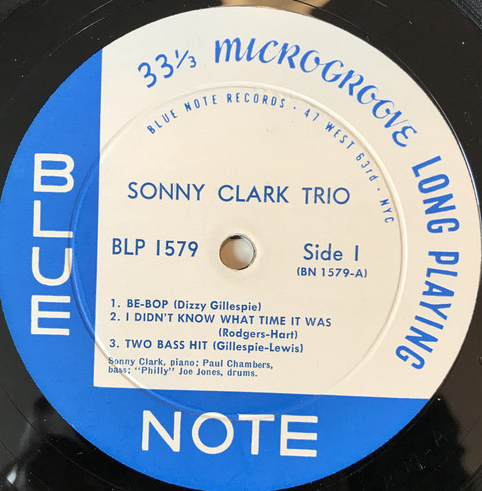 33⅓ MICROGROOVE LONG PLAYING
BLUE NOTE RECORDS · 47 WEST 63rd · NYC
BLUE
SONNY CLARK TRIO
BLP 1579
Side 1
(BN 1579-A)
1. BE-BOP (Dizzy Gillespie)
2. I DIDN'T KNOW WHAT TIME IT WAS
(Rodgers-Hart)
3. TWO BASS HIT (Gillespie-Lewis)
Sonny Clark, piano; Paul Chambers,
bass; "Philly" Joe Jones, drums.
NOTE